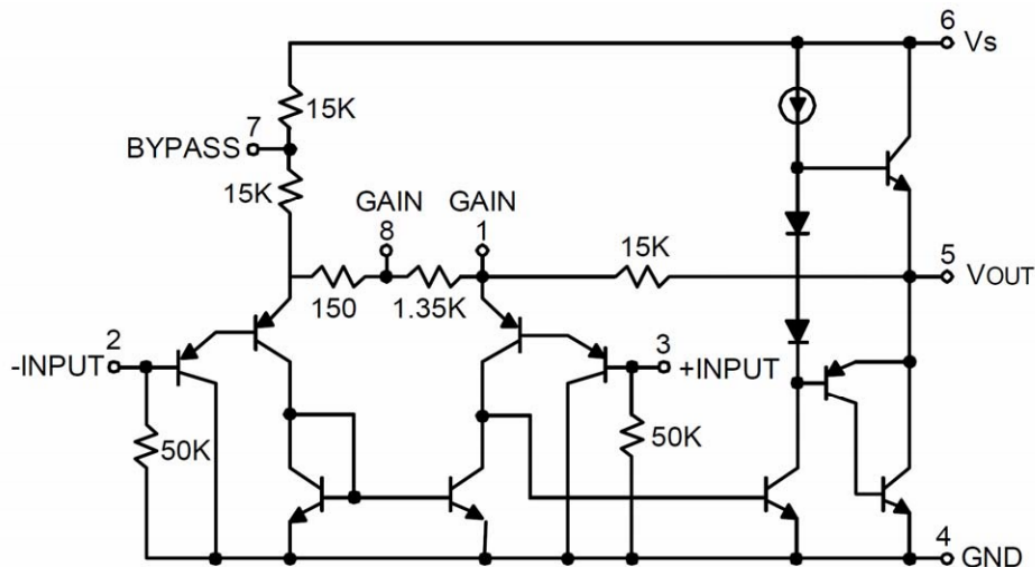 6
Vs
15K
7
BYPASS
15K
GAIN
8
GAIN
1
15K
5
VOUT
150
1.35K
2
-INPUT
3
+INPUT
50K
50K
4
GND